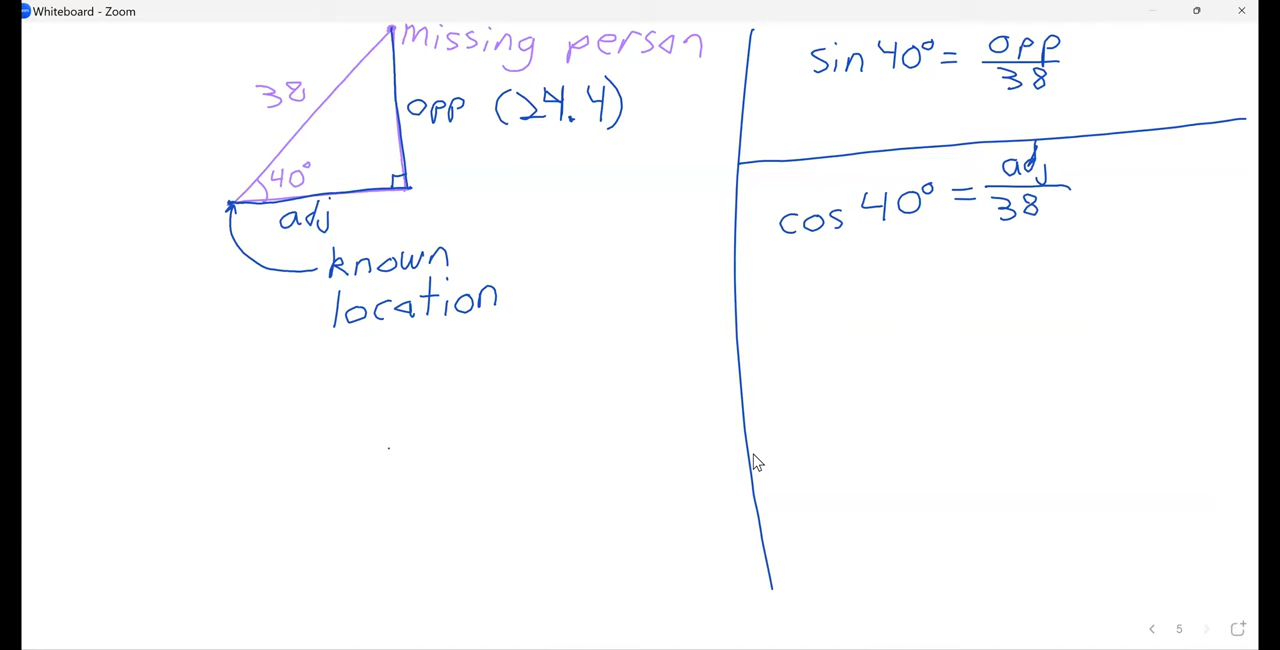 Whiteboard - Zoom
missing person
38
opp (24.4)
40°
adj
known
location
sin 40° = opp/38
cos 40° = adj/38
5